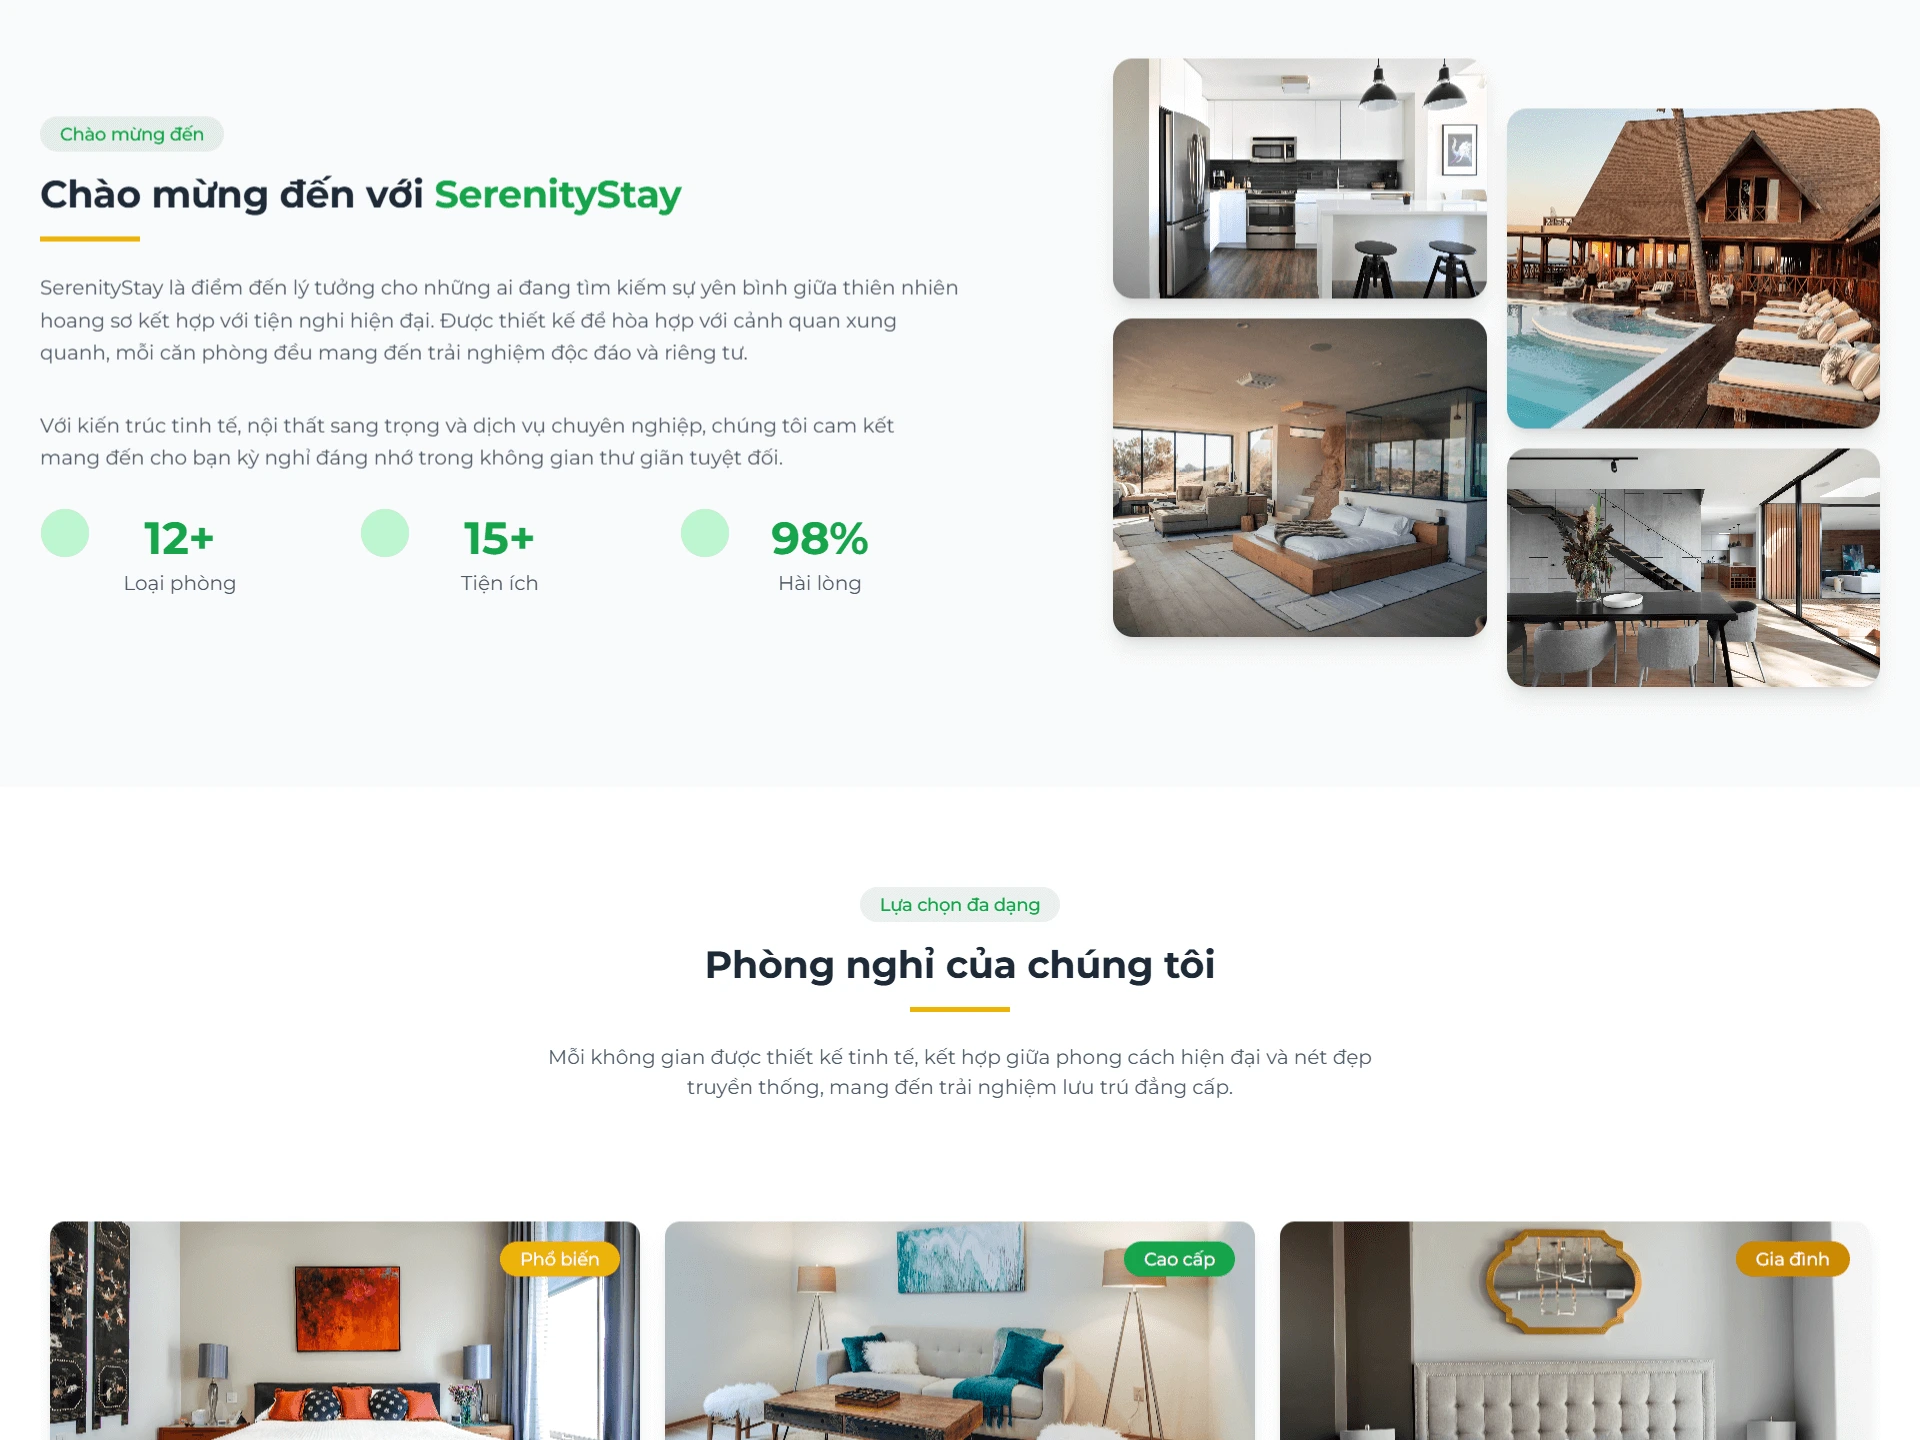 Chào mừng đến
Chào mừng đến với SerenityStay
SerenityStay là điểm đến lý tưởng cho những ai đang tìm kiếm sự yên bình giữa thiên nhiên
hoang sơ kết hợp với tiện nghi hiện đại. Được thiết kế để hòa hợp với cảnh quan xung
quanh, mỗi căn phòng đều mang đến trải nghiệm độc đáo và riêng tư.
Với kiến trúc tinh tế, nội thất sang trọng và dịch vụ chuyên nghiệp, chúng tôi cam kết
mang đến cho bạn kỳ nghỉ đáng nhớ trong không gian thư giãn tuyệt đối.
12+
Loại phòng
15+
Tiện ích
98%
Hài lòng
Lựa chọn đa dạng
Phòng nghỉ của chúng tôi
Mỗi không gian được thiết kế tinh tế, kết hợp giữa phong cách hiện đại và nét đẹp
truyền thống, mang đến trải nghiệm lưu trú đẳng cấp.
Phổ biến
Cao cấp
Gia đình